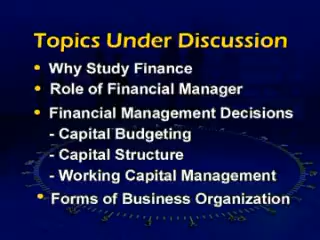 Topics Under Discussion
• Why Study Finance
• Role of Financial Manager
• Financial Management Decisions
- Capital Budgeting
- Capital Structure
- Working Capital Management
• Forms of Business Organization